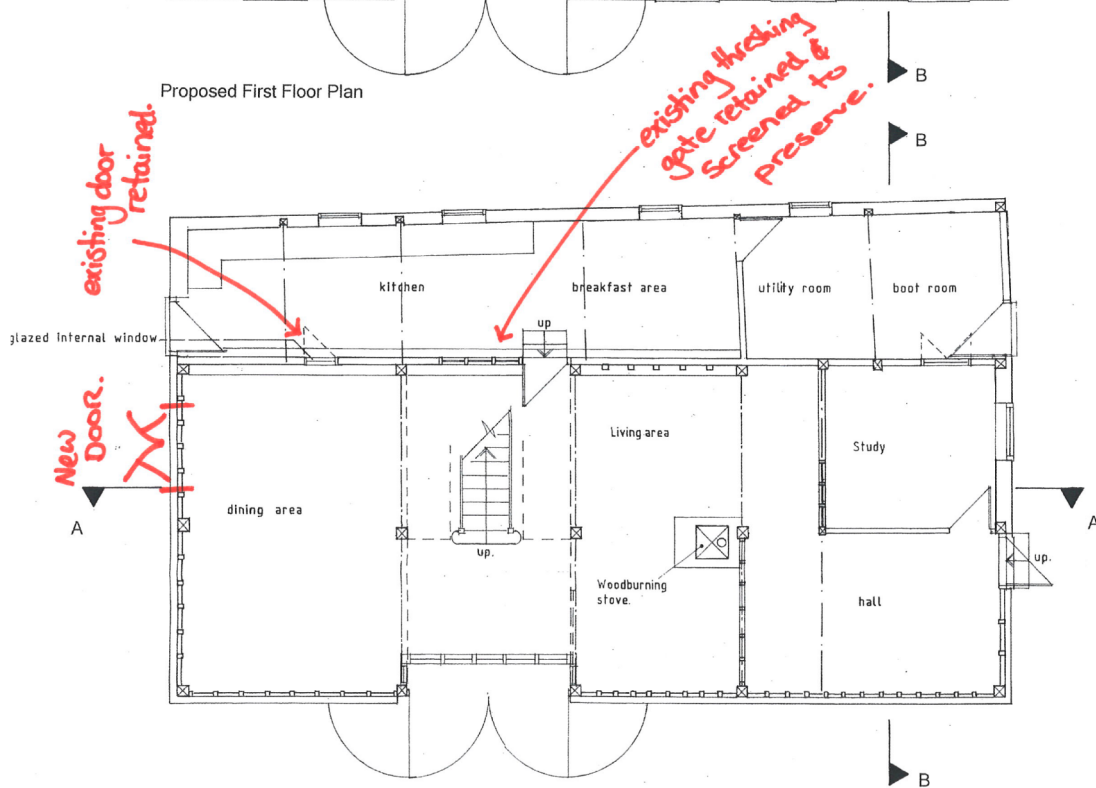 B
Proposed First Floor Plan
B
existing threshing
gate retained &
screened to
preserve.
existing door
retained.
kitchen
breakfast area
utility room
boot room
glazed internal window
up
New
Door.
Living area
Study
A
A
dining area
up.
up.
Woodburning
stove.
hall
B